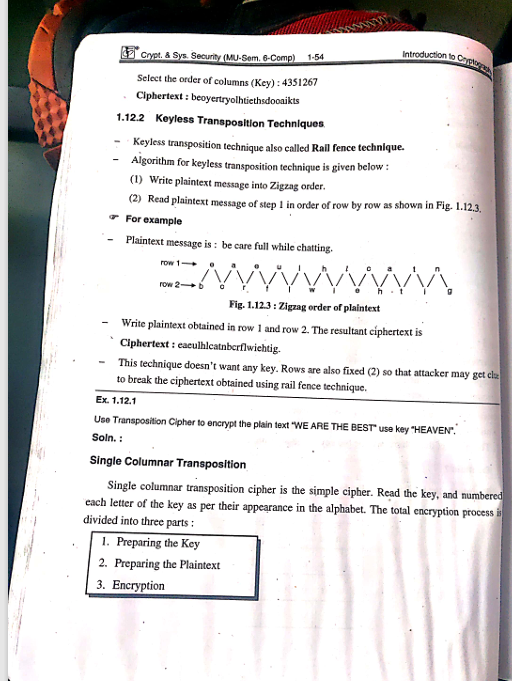 Crypt. & Sys. Security (MU-Sem. 6-Comp) 1-54 Introduction to Cryptography
Select the order of columns (Key) : 4351267
Ciphertext : beoyertryolhtiethsdooaikts
1.12.2 Keyless Transposition Techniques
– Keyless transposition technique also called Rail fence technique.
– Algorithm for keyless transposition technique is given below :
(1) Write plaintext message into Zigzag order.
(2) Read plaintext message of step 1 in order of row by row as shown in Fig. 1.12.3.
☞ For example
– Plaintext message is : be care full while chatting.
row 1→ e a e u l h l c a t n
row 2→ b c r f l w i e h t i g
Fig. 1.12.3 : Zigzag order of plaintext
– Write plaintext obtained in row 1 and row 2. The resultant ciphertext is
Ciphertext : eaeulhlcatnbcrflwiehtig.
– This technique doesn't want any key. Rows are also fixed (2) so that attacker may get clue
to break the ciphertext obtained using rail fence technique.
Ex. 1.12.1
Use Transposition Cipher to encrypt the plain text "WE ARE THE BEST" use key "HEAVEN".
Soln. :
Single Columnar Transposition
Single columnar transposition cipher is the simple cipher. Read the key, and numbered
each letter of the key as per their appearance in the alphabet. The total encryption process is
divided into three parts :
1. Preparing the Key
2. Preparing the Plaintext
3. Encryption